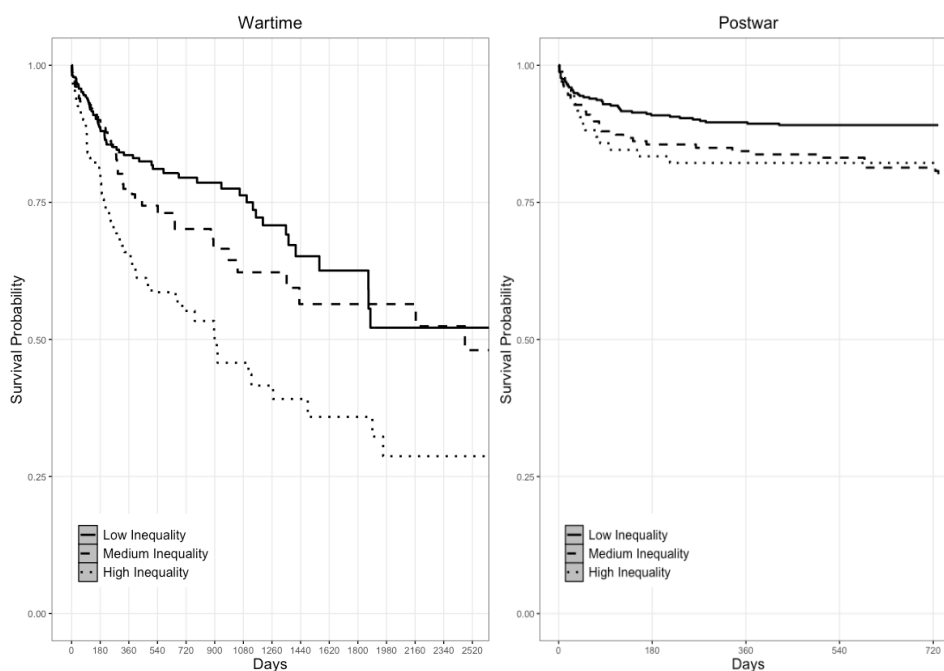 Wartime
Survival Probability
1.00
0.75
0.50
0.25
0.00
Low Inequality
Medium Inequality
High Inequality
0 180 360 540 720 900 1080 1260 1440 1620 1800 1980 2160 2340 2520
Days
Postwar
Survival Probability
1.00
0.75
0.50
0.25
0.00
Low Inequality
Medium Inequality
High Inequality
0 180 360 540 720
Days